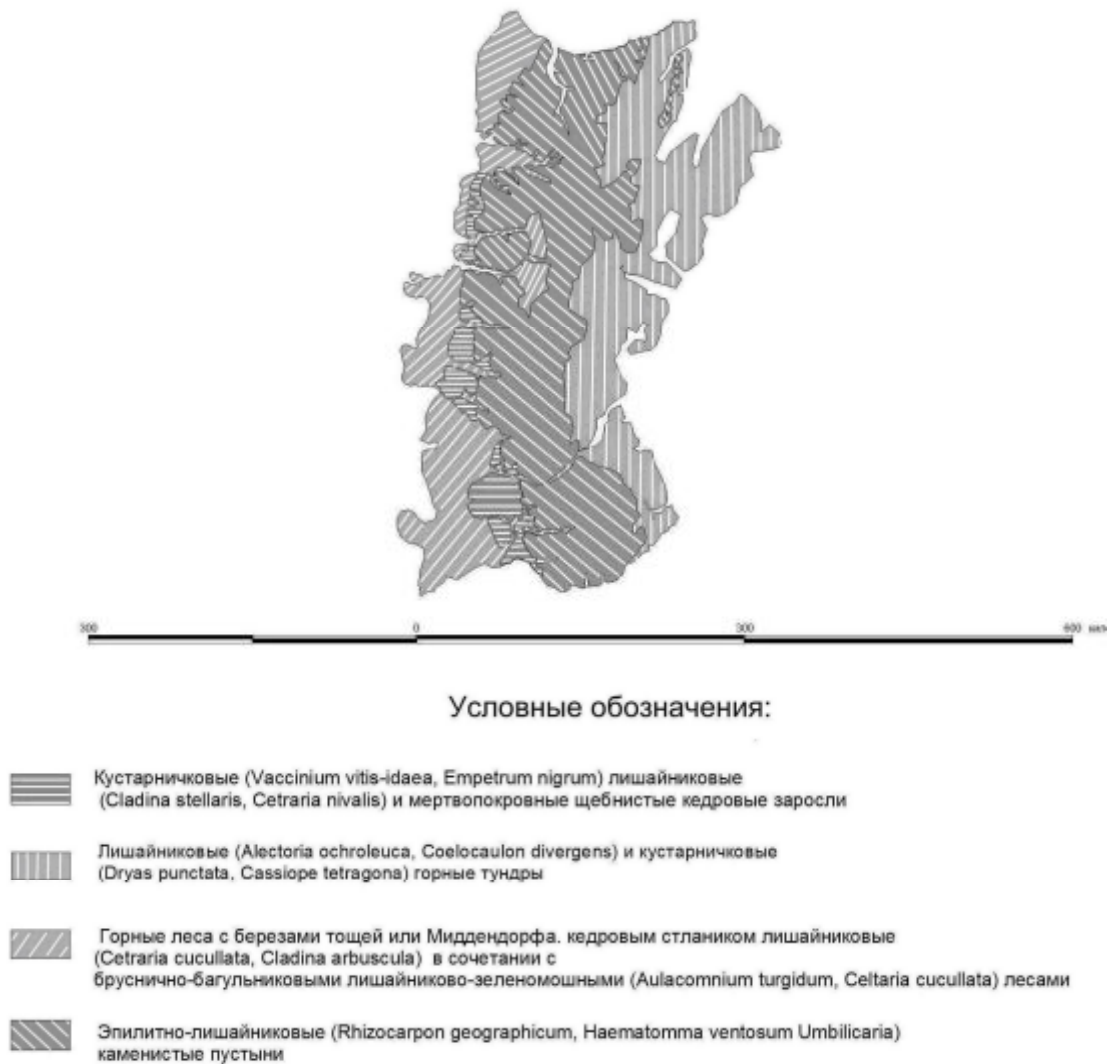 300 0 300 600
Условные обозначения:
Кустарничковые (Vaccinium vitis-idaea, Empetrum nigrum) лишайниковые
(Cladina stellaris, Cetraria nivalis) и мертвопокровные щебнистые кедровые заросли
Лишайниковые (Alectoria ochroleuca, Coelocaulon divergens) и кустарничковые
(Dryas punctata, Cassiope tetragona) горные тундры
Горные леса с березами тощей или Миддендорфа. кедровым стлаником лишайниковые
(Cetraria cucullata, Cladina arbuscula) в сочетании с
бруснично-багульниковыми лишайниково-зеленомошными (Aulacomnium turgidum, Celtaria cucullata) лесами
Эпилитно-лишайниковые (Rhizocarpon geographicum, Haematomma ventosum Umbilicaria)
каменистые пустыни